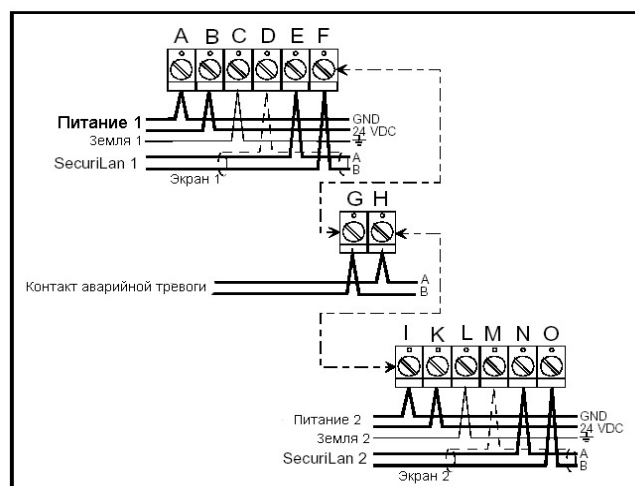 A B C D E F
Питание 1
GND
24 VDC
Земля 1
SecuriLan 1
A
B
Экран 1
G H
Контакт аварийной тревоги
A
B
I K L M N O
Питание 2
GND
24 VDC
Земля 2
SecuriLan 2
A
B
Экран 2